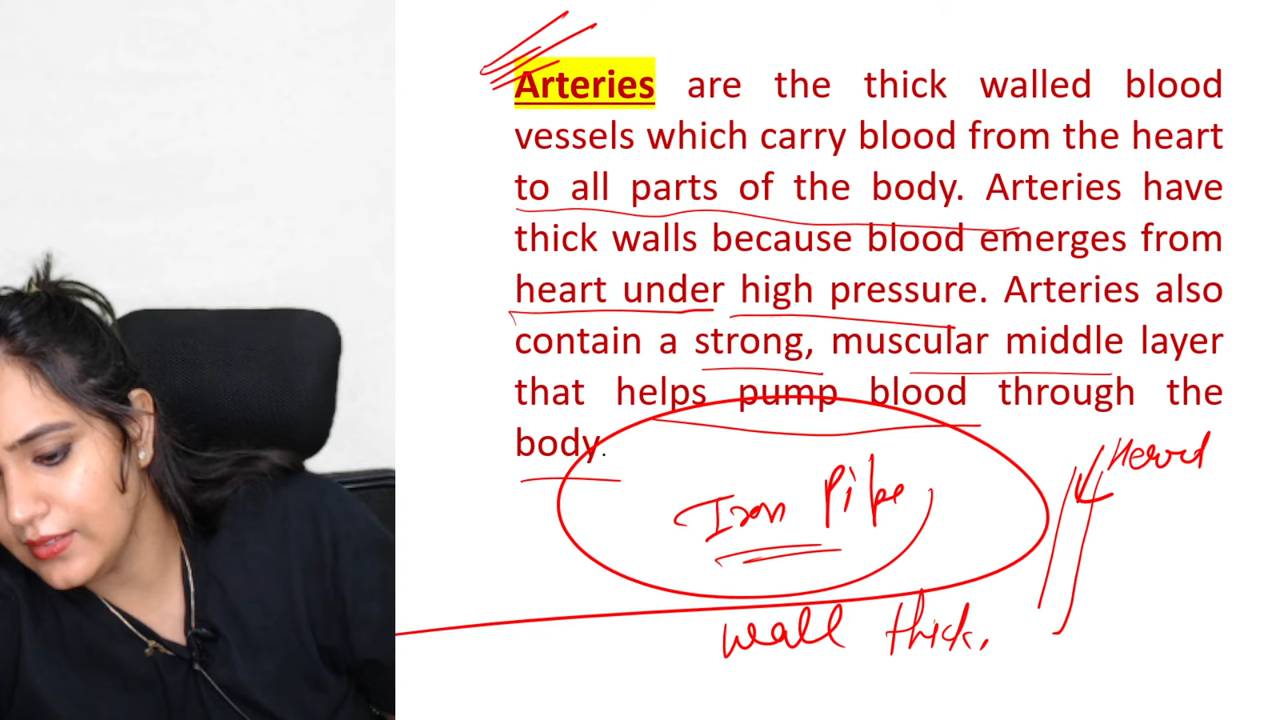 Arteries are the thick walled blood
vessels which carry blood from the heart
to all parts of the body. Arteries have
thick walls because blood emerges from
heart under high pressure. Arteries also
contain a strong, muscular middle layer
that helps pump blood through the
body.
Iron Pipe
wall thick.